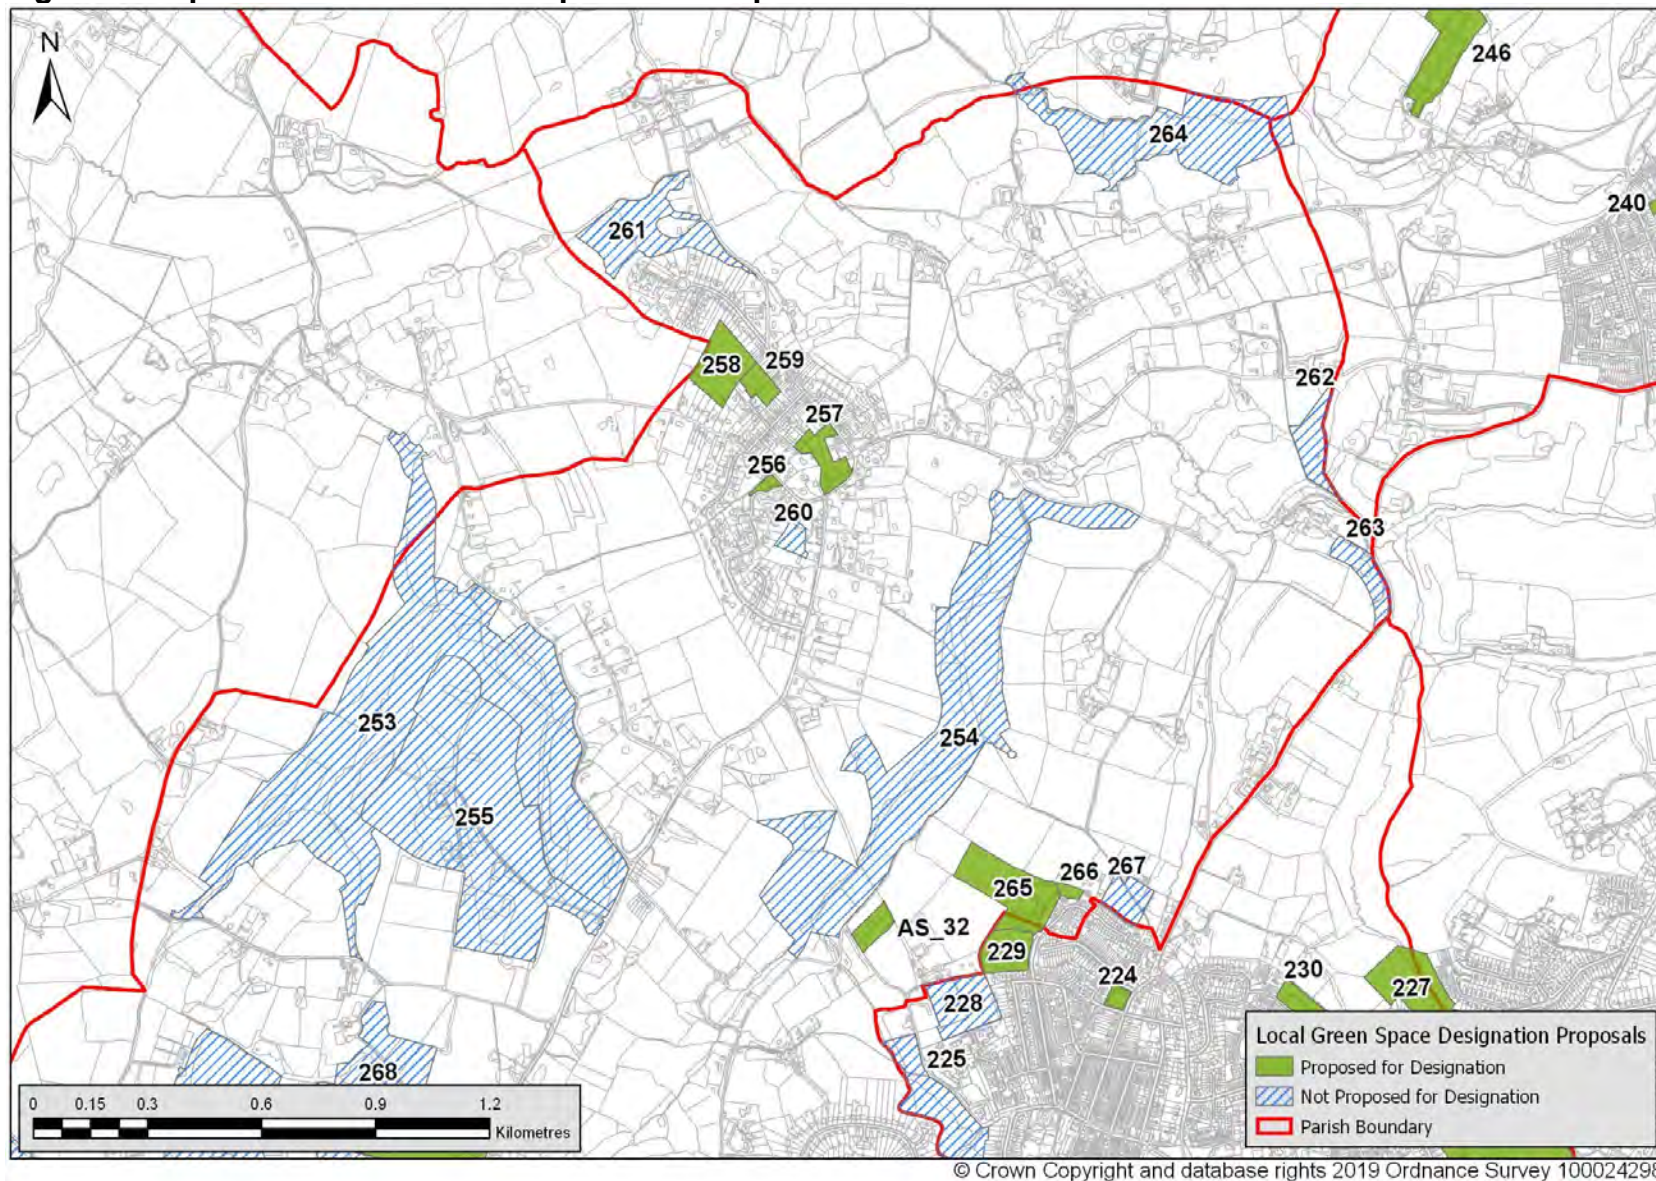 N
246
264
240
261
262
258
259
257
256
260
263
253
254
255
265
266
267
AS_32
229
224
230
227
228
225
268
Local Green Space Designation Proposals
Proposed for Designation
Not Proposed for Designation
Parish Boundary
0 0.15 0.3 0.6 0.9 1.2
Kilometres
© Crown Copyright and database rights 2019 Ordnance Survey 100024298